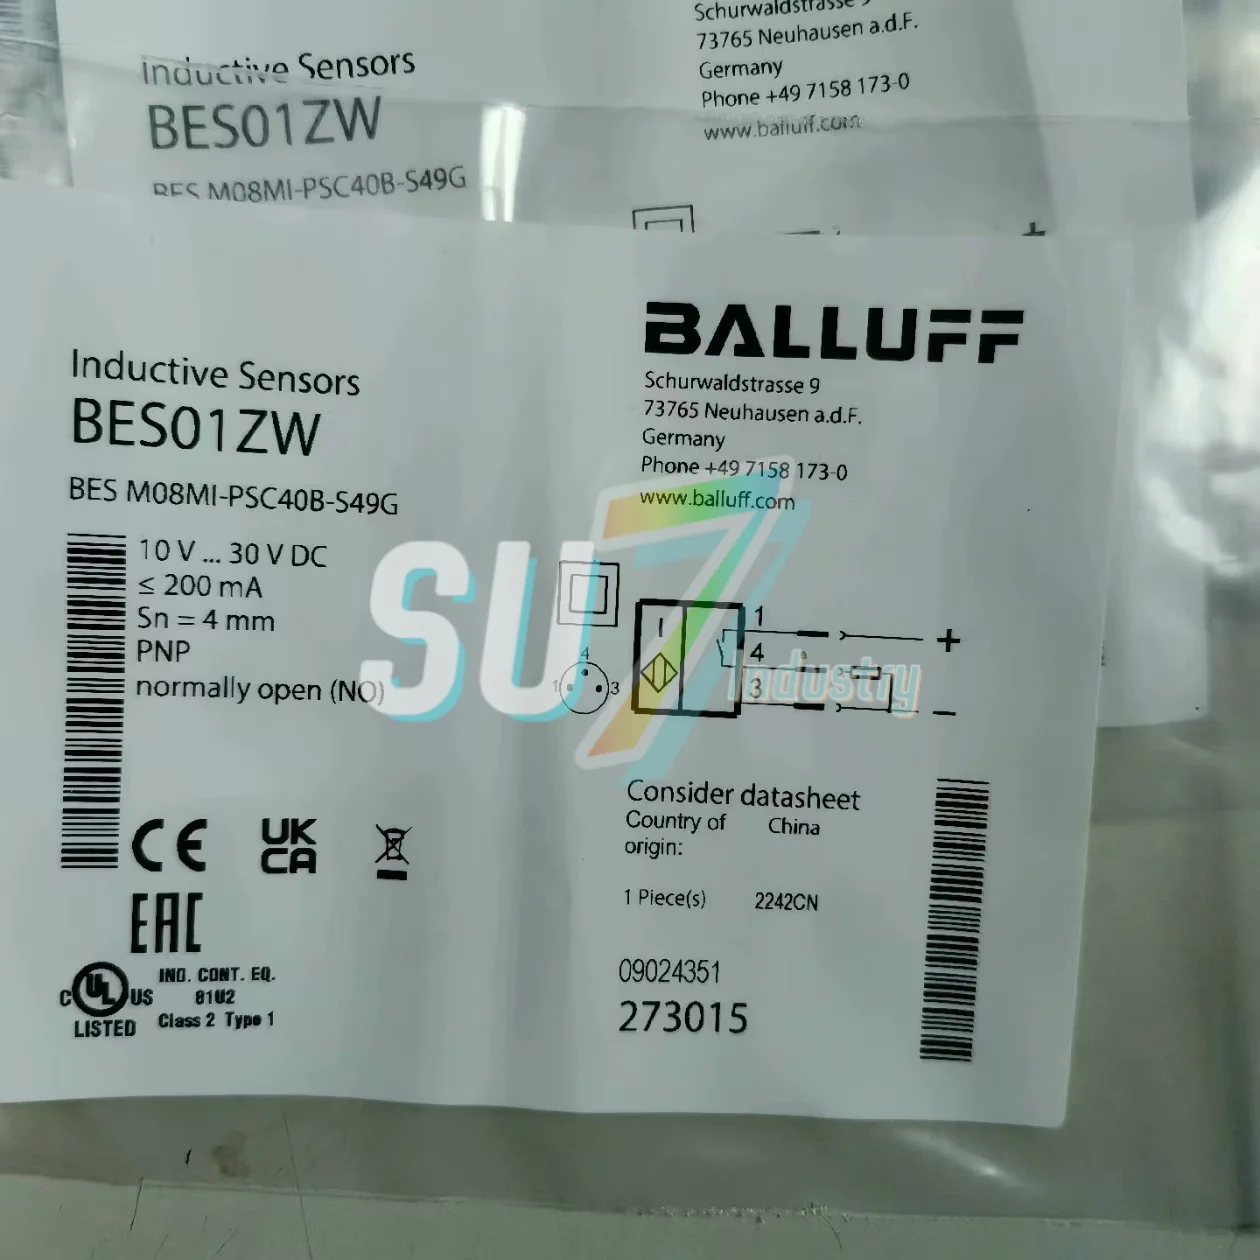 Schurwaldstrasse 9
73765 Neuhausen a.d.F.
Germany
Phone +49 7158 173-0
www.balluff.com
Inductive Sensors
BES01ZW
BES M08MI-PSC40B-S49G
+
BALLUFF
Schurwaldstrasse 9
73765 Neuhausen a.d.F.
Germany
Phone +49 7158 173-0
www.balluff.com
Inductive Sensors
BES01ZW
BES M08MI-PSC40B-S49G
10 V ... 30 V DC
≤ 200 mA
Sn = 4 mm
PNP
normally open (NO)
SU7
Industry
4
1 3
1
+
4
3
−
Consider datasheet
Country of origin: China
1 Piece(s) 2242CN
09024351
273015
CE
UK
CA
EAC
C UL US
LISTED
IND. CONT. EQ.
81U2
Class 2 Type 1